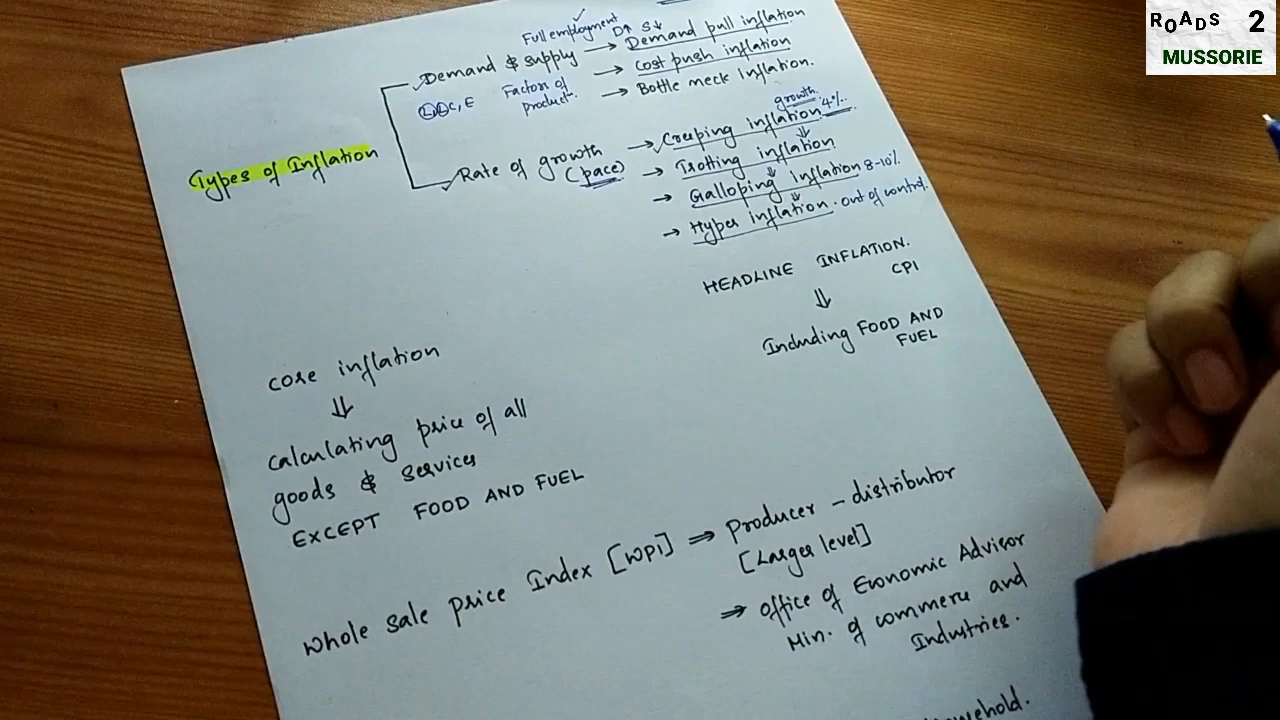 ROADS 2
MUSSORIE
Full employment D↑ S↓
Demand & supply → Demand pull inflation
→ Cost push inflation
→ Bottle meck Inflation.
L, L, C, E Factors of
product.
growth
Types of Inflation
Rate of growth → Creeping inflation 4%.
(pace) → Trotting inflation
→ Galloping inflation 8-10%
→ Hyper inflation. out of control.
HEADLINE INFLATION.
CPI
⇓
Including FOOD AND
FUEL
core inflation
⇓
calculating price of all
goods & services
EXCEPT FOOD AND FUEL
Whole sale price Index [WPI] ⇒ Producer - distributor
[Larger level]
⇒ Office of Economic Advisor
Min. of commerce and
Industries.